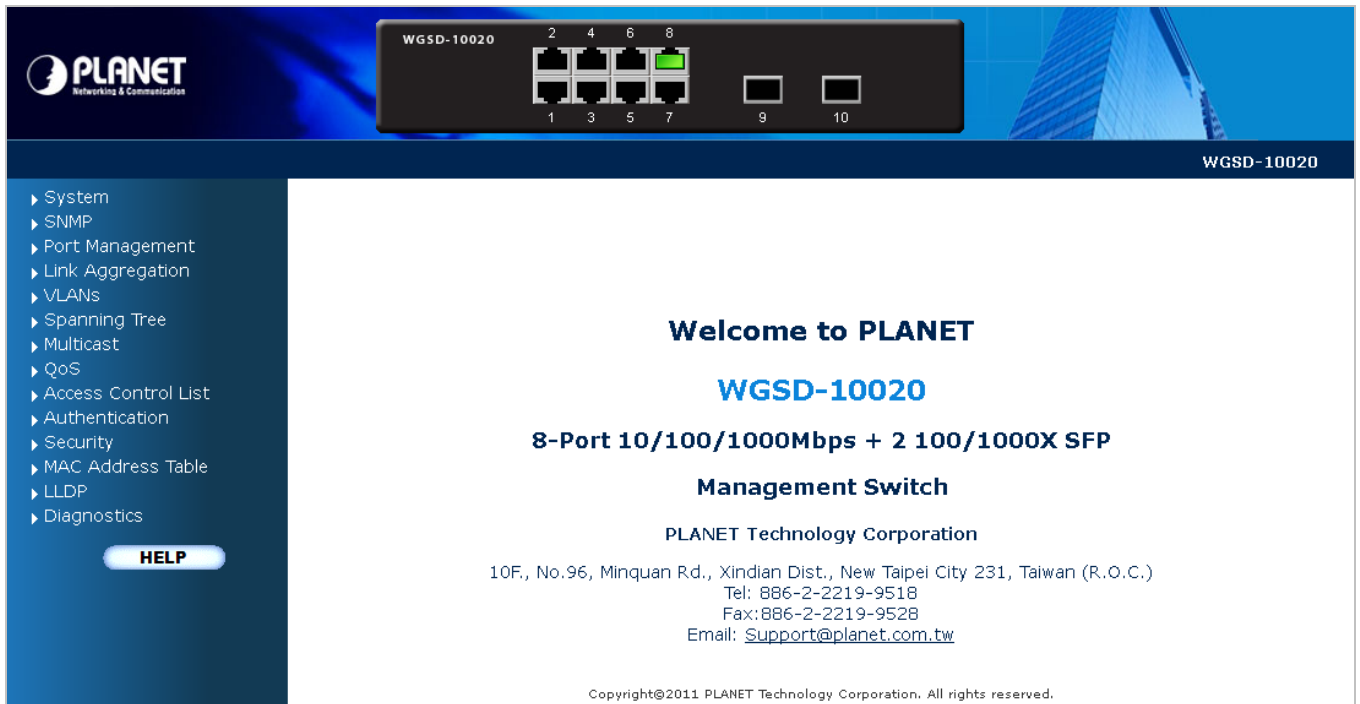 PLANET
Networking & Communication
WGSD-10020
2 4 6 8
1 3 5 7 9 10
WGSD-10020
System
SNMP
Port Management
Link Aggregation
VLANs
Spanning Tree
Multicast
QoS
Access Control List
Authentication
Security
MAC Address Table
LLDP
Diagnostics
HELP
Welcome to PLANET
WGSD-10020
8-Port 10/100/1000Mbps + 2 100/1000X SFP
Management Switch
PLANET Technology Corporation
10F., No.96, Minquan Rd., Xindian Dist., New Taipei City 231, Taiwan (R.O.C.)
Tel: 886-2-2219-9518
Fax:886-2-2219-9528
Email: Support@planet.com.tw
Copyright@2011 PLANET Technology Corporation. All rights reserved.